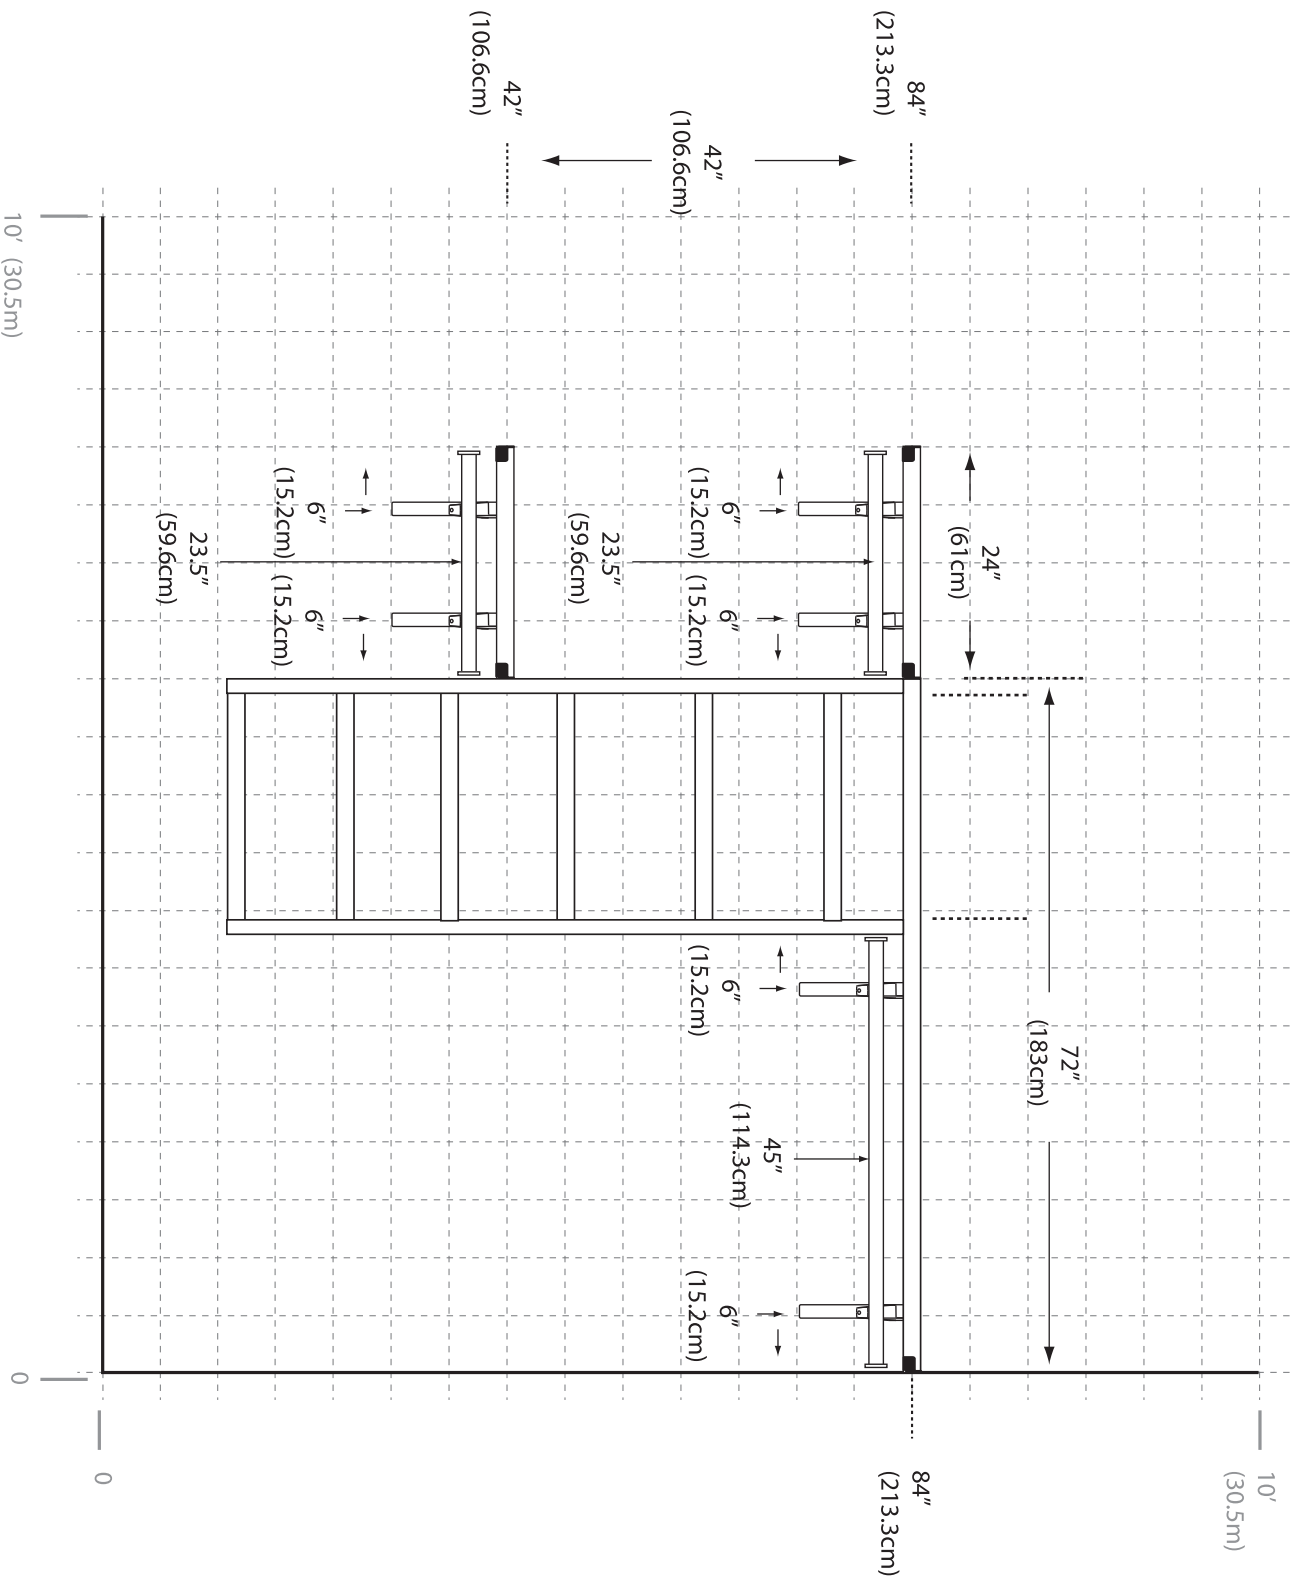 10′
(30.5m)
72”
(183cm)
24”
(61cm)
84”
(213.3cm)
84”
(213.3cm)
42”
(106.6cm)
6”
(15.2cm)
6”
(15.2cm)
6”
(15.2cm)
45”
(114.3cm)
6”
(15.2cm)
23.5”
(59.6cm)
42”
(106.6cm)
6”
(15.2cm)
6”
(15.2cm)
23.5”
(59.6cm)
0
10′ (30.5m)
0